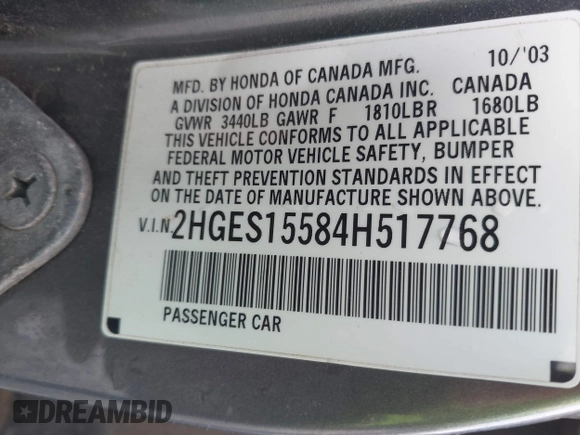 10/'03
MFD. BY HONDA OF CANADA MFG.
A DIVISION OF HONDA CANADA INC. CANADA
GVWR 3440LB GAWR F 1810LB R 1680LB
THIS VEHICLE CONFORMS TO ALL APPLICABLE
FEDERAL MOTOR VEHICLE SAFETY, BUMPER
AND THEFT PREVENTION STANDARDS IN EFFECT
ON THE DATE OF MANUFACTURE SHOWN ABOVE.
V.I.N. 2HGES15584H517768
PASSENGER CAR
DREAMBID